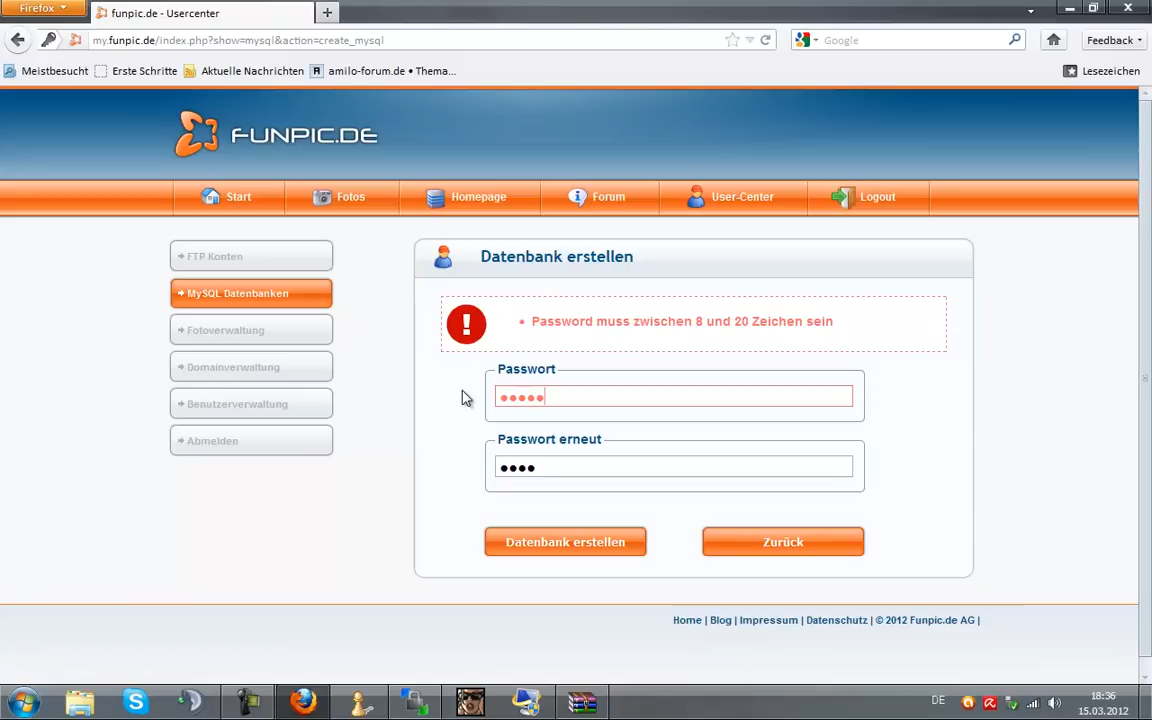 Firefox
funpic.de - Usercenter
my.funpic.de/index.php?show=mysql&action=create_mysql
Google
Feedback
Meistbesucht
Erste Schritte
Aktuelle Nachrichten
amilo-forum.de • Thema...
Lesezeichen
FUNPIC.DE
Start
Fotos
Homepage
Forum
User-Center
Logout
FTP Konten
MySQL Datenbanken
Fotoverwaltung
Domainverwaltung
Benutzerverwaltung
Abmelden
Datenbank erstellen
• Password muss zwischen 8 und 20 Zeichen sein
Passwort
Passwort erneut
Datenbank erstellen
Zurück
Home | Blog | Impressum | Datenschutz | © 2012 Funpic.de AG |
DE
18:36
15.03.2012